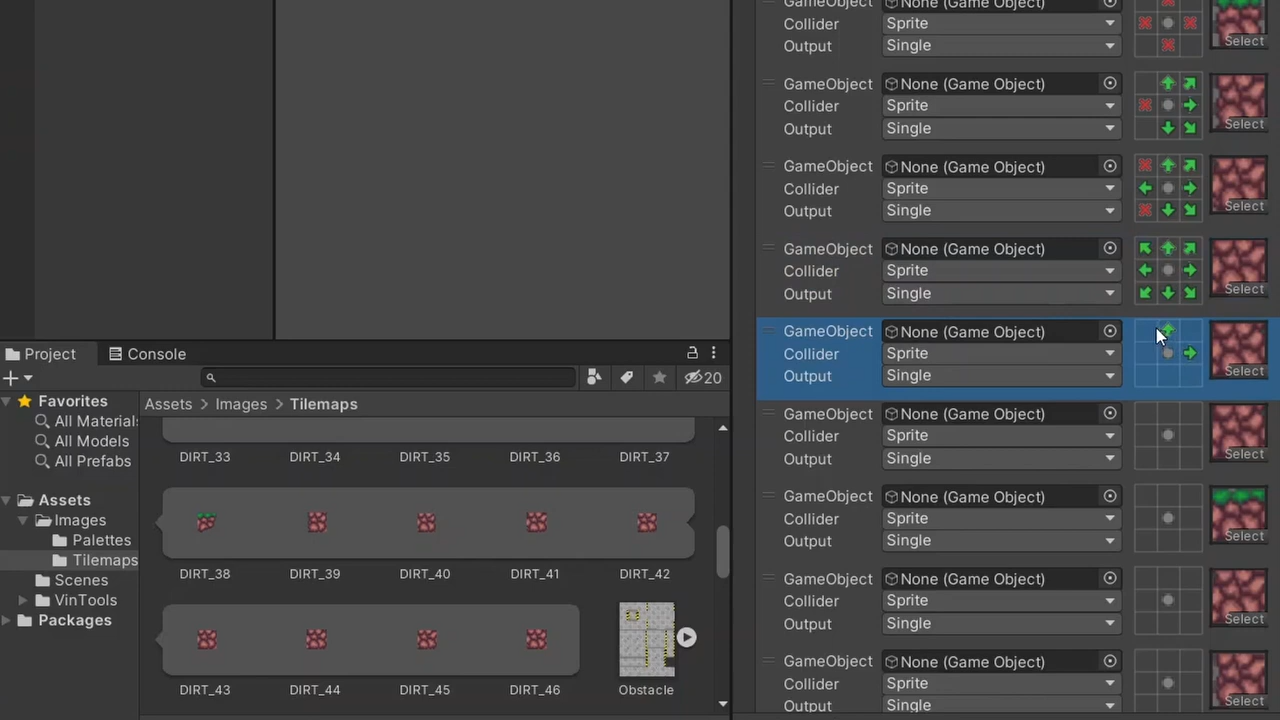 GameObject None (Game Object)
Collider Sprite
Output Single Select
GameObject None (Game Object)
Collider Sprite
Output Single Select
GameObject None (Game Object)
Collider Sprite
Output Single Select
GameObject None (Game Object)
Collider Sprite
Output Single Select
GameObject None (Game Object)
Collider Sprite
Output Single Select
GameObject None (Game Object)
Collider Sprite
Output Single Select
GameObject None (Game Object)
Collider Sprite
Output Single Select
GameObject None (Game Object)
Collider Sprite
Output Single Select
GameObject None (Game Object)
Collider Sprite
Output Single Select
Project Console
20
Favorites
All Material
All Models
All Prefabs
Assets
Images
Palettes
Tilemaps
Scenes
VinTools
Packages
Assets > Images > Tilemaps
DIRT_33 DIRT_34 DIRT_35 DIRT_36 DIRT_37
DIRT_38 DIRT_39 DIRT_40 DIRT_41 DIRT_42
DIRT_43 DIRT_44 DIRT_45 DIRT_46 Obstacle